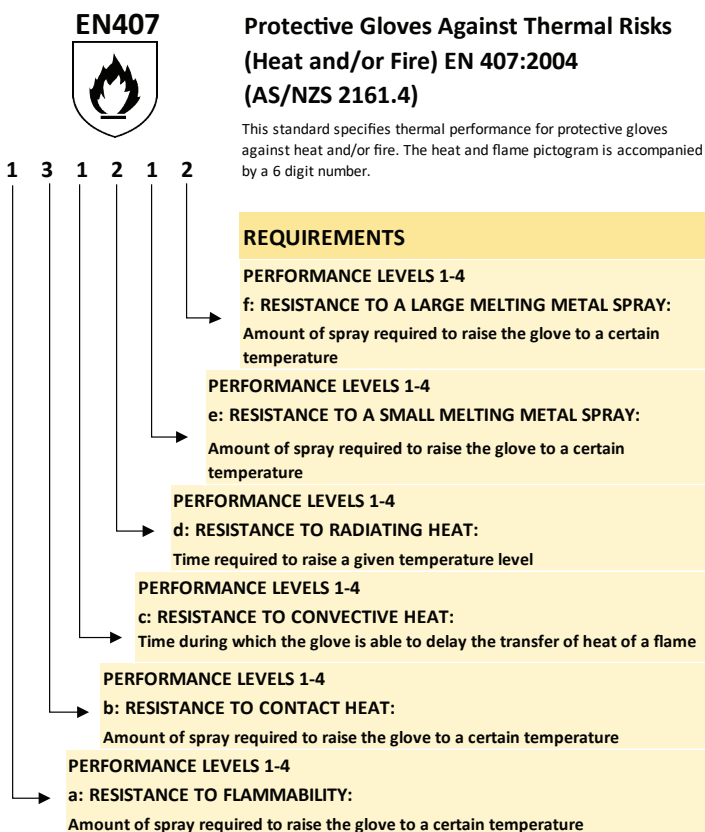 EN407
Protective Gloves Against Thermal Risks
(Heat and/or Fire) EN 407:2004
(AS/NZS 2161.4)
This standard specifies thermal performance for protective gloves
against heat and/or fire. The heat and flame pictogram is accompanied
by a 6 digit number.
1 3 1 2 1 2
REQUIREMENTS
PERFORMANCE LEVELS 1-4
f: RESISTANCE TO A LARGE MELTING METAL SPRAY:
Amount of spray required to raise the glove to a certain
temperature
PERFORMANCE LEVELS 1-4
e: RESISTANCE TO A SMALL MELTING METAL SPRAY:
Amount of spray required to raise the glove to a certain
temperature
PERFORMANCE LEVELS 1-4
d: RESISTANCE TO RADIATING HEAT:
Time required to raise a given temperature level
PERFORMANCE LEVELS 1-4
c: RESISTANCE TO CONVECTIVE HEAT:
Time during which the glove is able to delay the transfer of heat of a flame
PERFORMANCE LEVELS 1-4
b: RESISTANCE TO CONTACT HEAT:
Amount of spray required to raise the glove to a certain temperature
PERFORMANCE LEVELS 1-4
a: RESISTANCE TO FLAMMABILITY:
Amount of spray required to raise the glove to a certain temperature